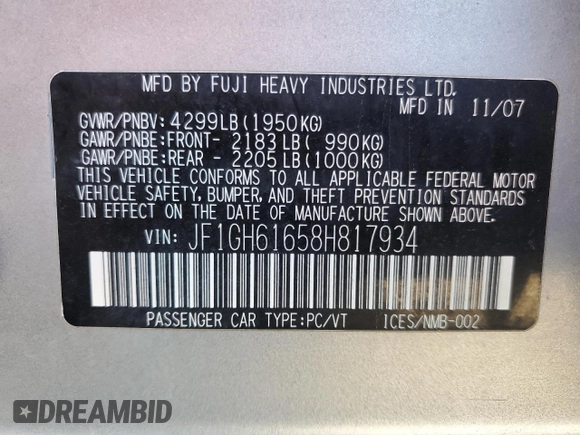 MFD BY FUJI HEAVY INDUSTRIES LTD.
MFD IN 11/07
GVWR/PNBV: 4299LB (1950KG)
GAWR/PNBE: FRONT- 2183LB ( 990KG)
GAWR/PNBE: REAR - 2205LB (1000KG)
THIS VEHICLE CONFORMS TO ALL APPLICABLE FEDERAL MOTOR
VEHICLE SAFETY, BUMPER, AND THEFT PREVENTION STANDARDS
IN EFFECT ON THE DATE OF MANUFACTURE SHOWN ABOVE.
VIN: JF1GH61658H817934
PASSENGER CAR TYPE:PC/VT ICES/NMB-002
DREAMBID